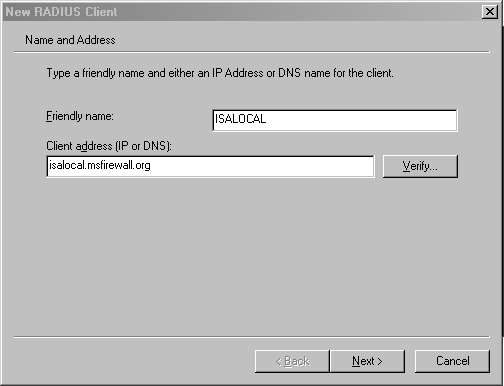 New RADIUS Client
Name and Address
Type a friendly name and either an IP Address or DNS name for the client.
Friendly name:
ISALOCAL
Client address (IP or DNS):
isalocal.msfirewall.org
Verify...
< Back
Next >
Cancel